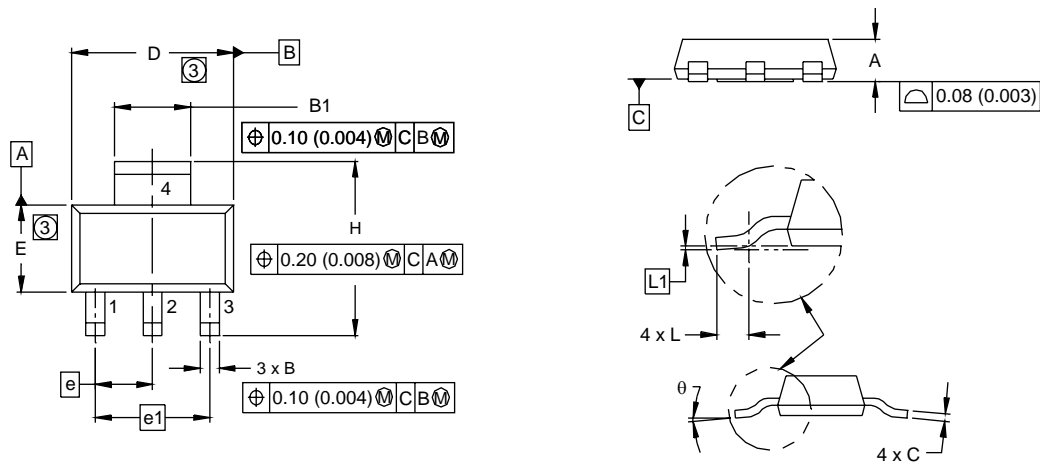 D
B
③
B1
⌖ 0.10 (0.004) Ⓜ C B Ⓜ
A
4
③
E
H
⌖ 0.20 (0.008) Ⓜ C A Ⓜ
1 2 3
3 x B
e
e1
⌖ 0.10 (0.004) Ⓜ C B Ⓜ
A
C
⌓ 0.08 (0.003)
L1
4 x L
θ
4 x C